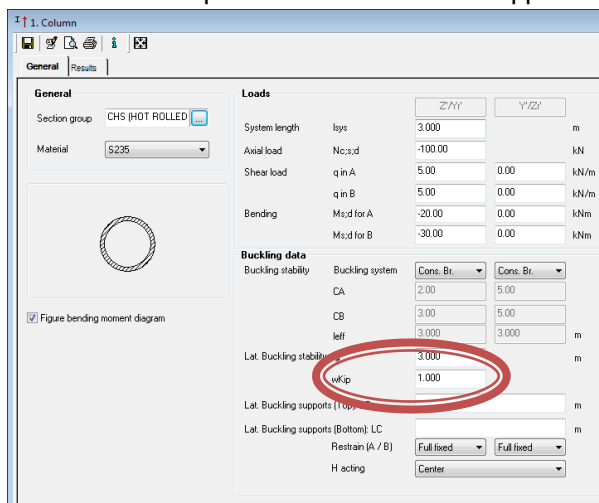 1. Column
General Results
General
Section group CHS (HOT ROLLED ...
Material S235
Figure bending moment diagram
Loads
Z'/Yr' Y'/Zr'
System length lsys 3.000 m
Axial load Nc;s;d -100.00 kN
Shear load q in A 5.00 0.00 kN/m
q in B 5.00 0.00 kN/m
Bending Ms;d for A -20.00 0.00 kNm
Ms;d for B -30.00 0.00 kNm
Buckling data
Buckling stability Buckling system Cons. Br. Cons. Br.
CA 2.00 5.00
CB 3.00 5.00
leff 3.000 3.000 m
Lat. Buckling stability 3.000 m
wKip 1.000
Lat. Buckling supports (Top): m
Lat. Buckling supports (Bottom): LC m
Restrain (A / B) Full fixed Full fixed
H acting Center